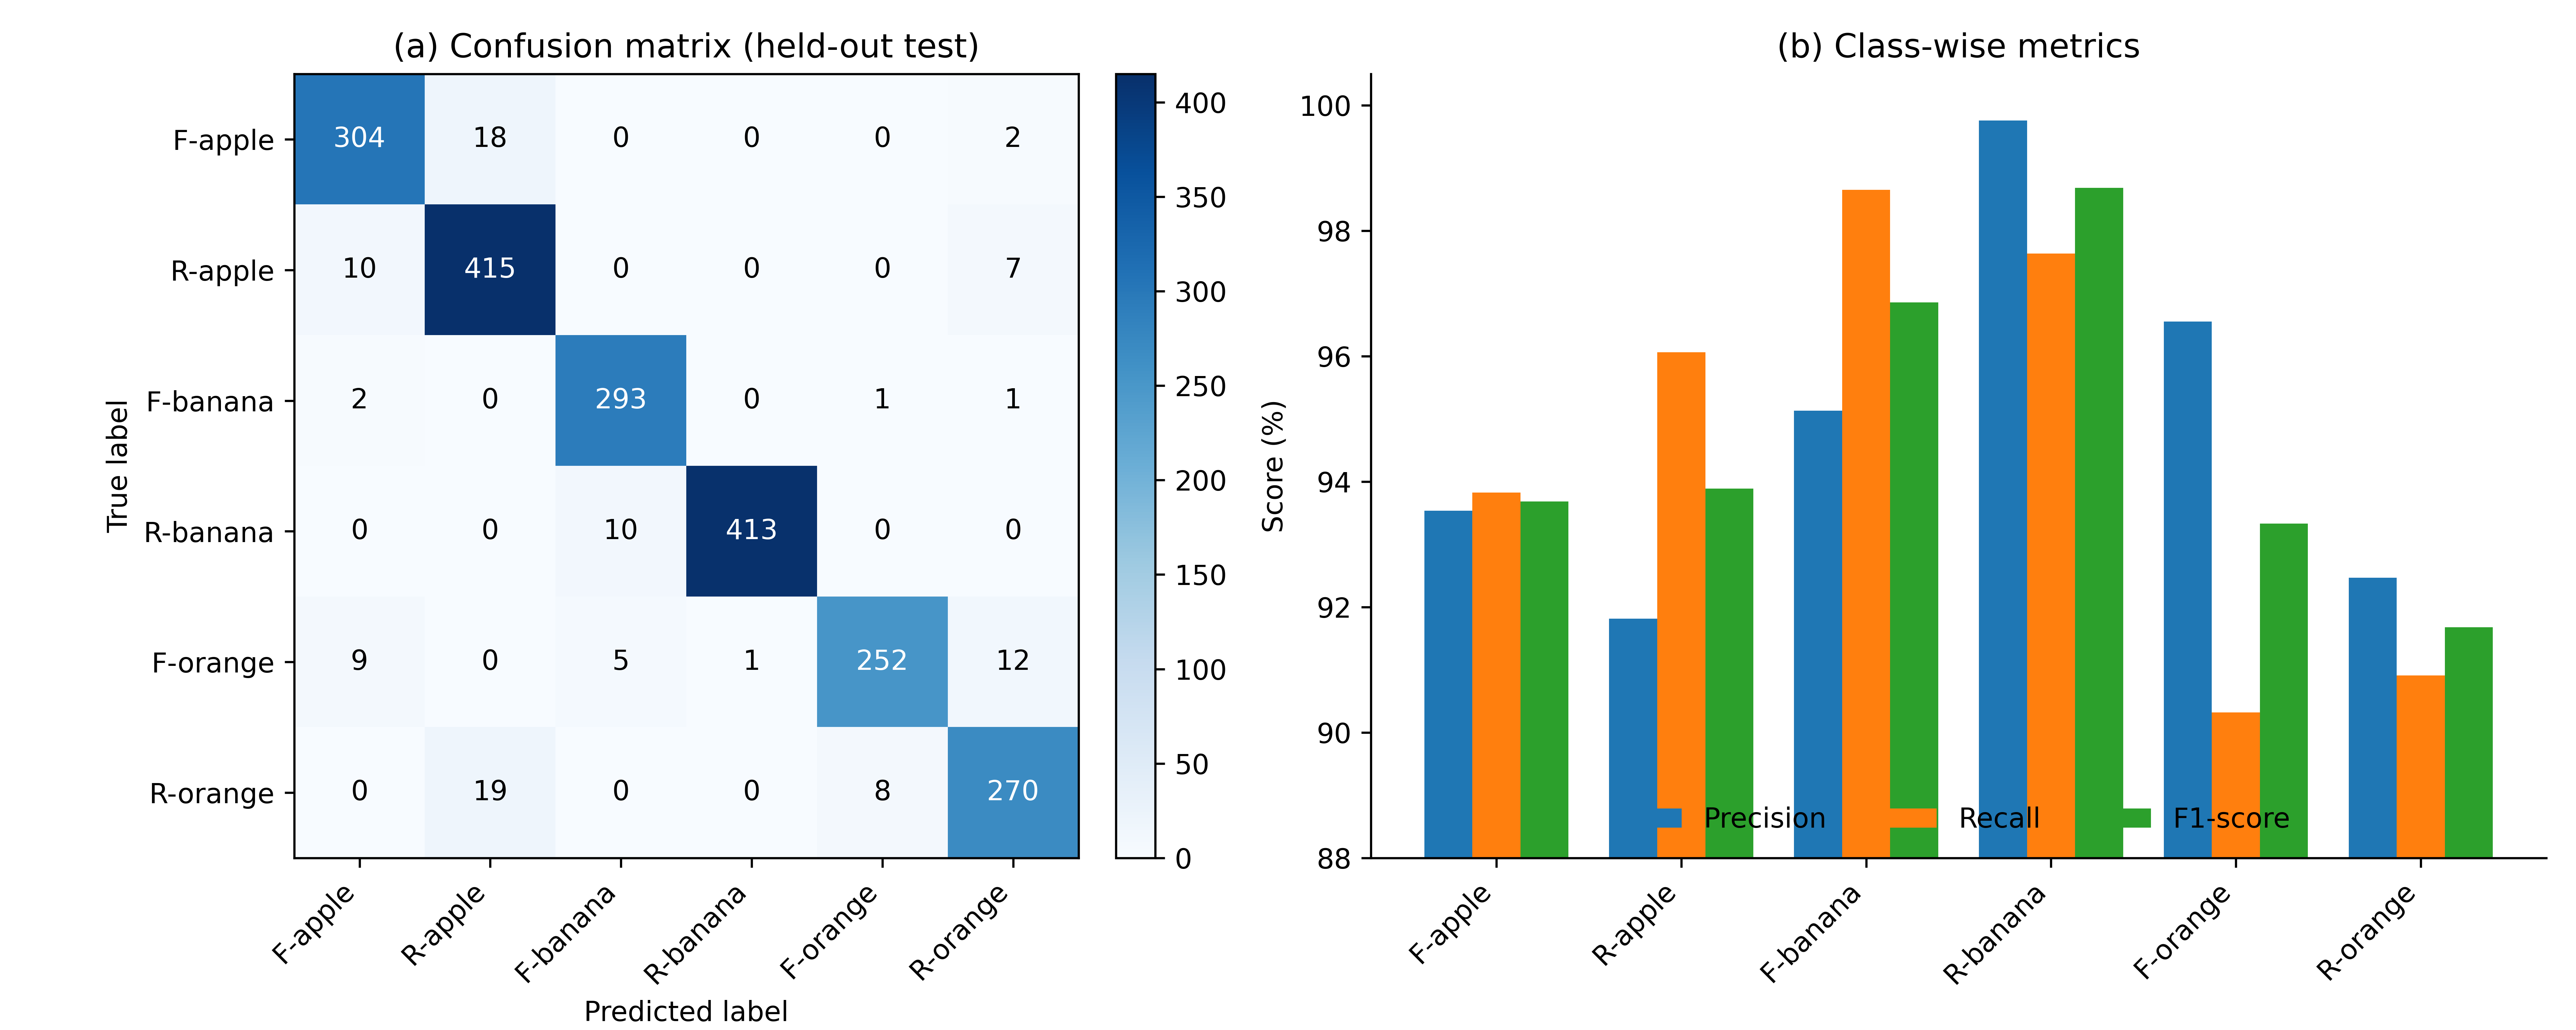 (a) Confusion matrix (held-out test)
True label
F-apple 304 18 0 0 0 2
R-apple 10 415 0 0 0 7
F-banana 2 0 293 0 1 1
R-banana 0 0 10 413 0 0
F-orange 9 0 5 1 252 12
R-orange 0 19 0 0 8 270
F-apple R-apple F-banana R-banana F-orange R-orange
Predicted label
400
350
300
250
200
150
100
50
0
(b) Class-wise metrics
Score (%)
100
98
96
94
92
90
88
Precision Recall F1-score
F-apple R-apple F-banana R-banana F-orange R-orange